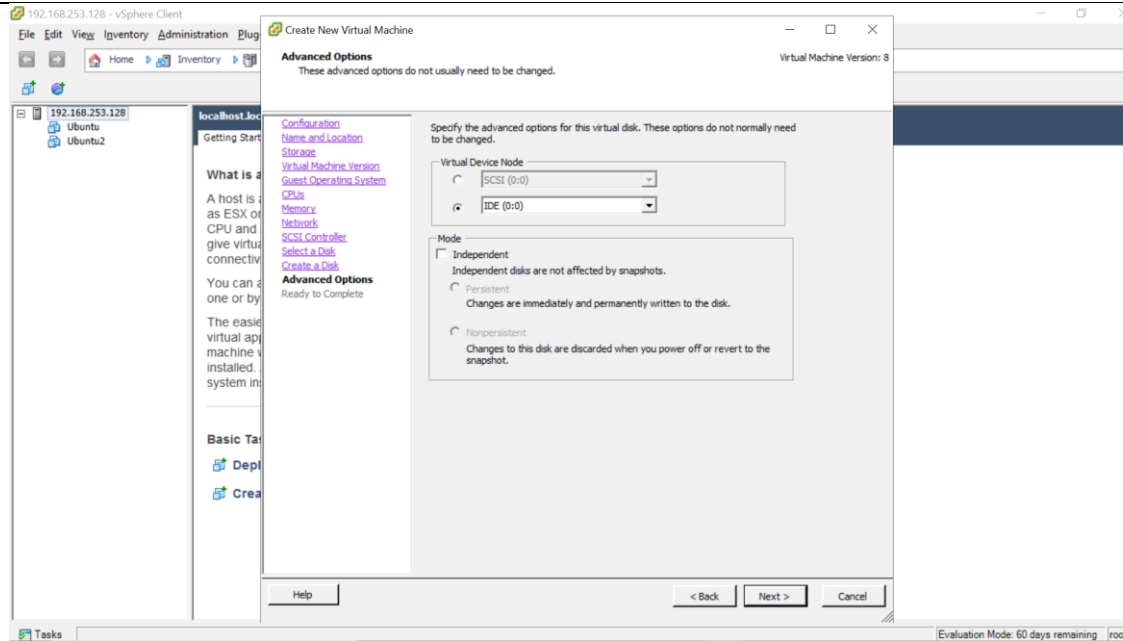 192.168.253.128 - vSphere Client
File Edit View Inventory Administration Plug
Home Inventory
192.168.253.128
Ubuntu
Ubuntu2
localhost.loc
Getting Start
What is a
A host is a
as ESX or
CPU and
give virtua
connectiv
You can a
one or by
The easie
virtual app
machine v
installed.
system ins
Basic Tas
Depl
Crea
Create New Virtual Machine
Advanced Options
These advanced options do not usually need to be changed.
Virtual Machine Version: 8
Configuration
Name and Location
Storage
Virtual Machine Version
Guest Operating System
CPUs
Memory
Network
SCSI Controller
Select a Disk
Create a Disk
Advanced Options
Ready to Complete
Specify the advanced options for this virtual disk. These options do not normally need
to be changed.
Virtual Device Node
SCSI (0:0)
IDE (0:0)
Mode
Independent
Independent disks are not affected by snapshots.
Persistent
Changes are immediately and permanently written to the disk.
Nonpersistent
Changes to this disk are discarded when you power off or revert to the
snapshot.
Help
< Back Next > Cancel
Tasks
Evaluation Mode: 60 days remaining roo